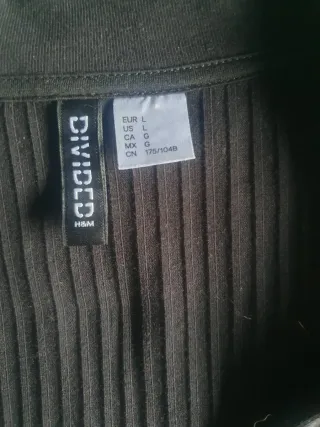 DIVIDED
H&M
EUR L
US L
CA G
MX G
CN 175/104B